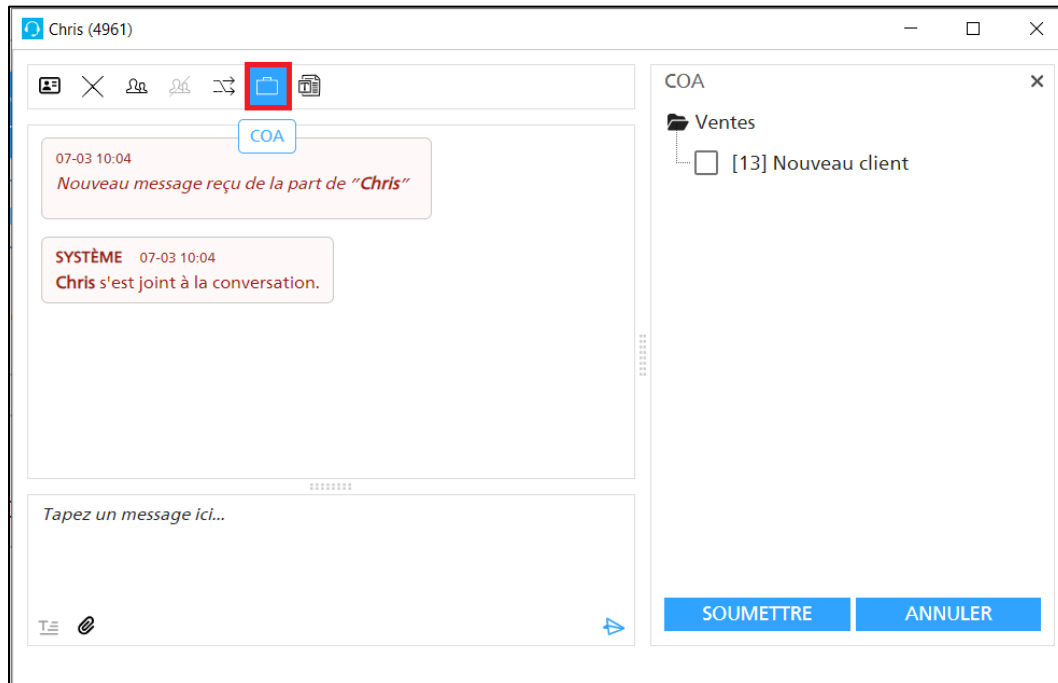 Chris (4961)
COA
07-03 10:04
Nouveau message reçu de la part de "Chris"
SYSTÈME 07-03 10:04
Chris s'est joint à la conversation.
Tapez un message ici...
COA
Ventes
[13] Nouveau client
SOUMETTRE
ANNULER